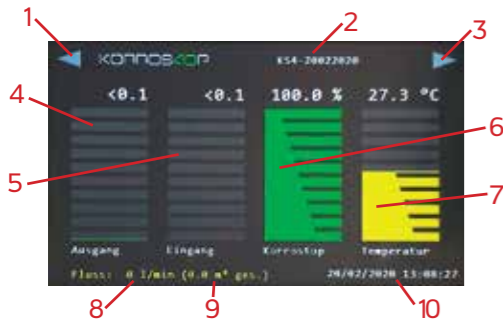 1 2 3
KORROSTOP KS4-20022020
4 <0.1 <0.1 100.0 % 27.3 °C
6
5
7
Ausgang Eingang Korrostop Temperatur
Fluss: 0 l/min (0.0 m³ ges.) 20/02/2020 13:08:27
8 9 10